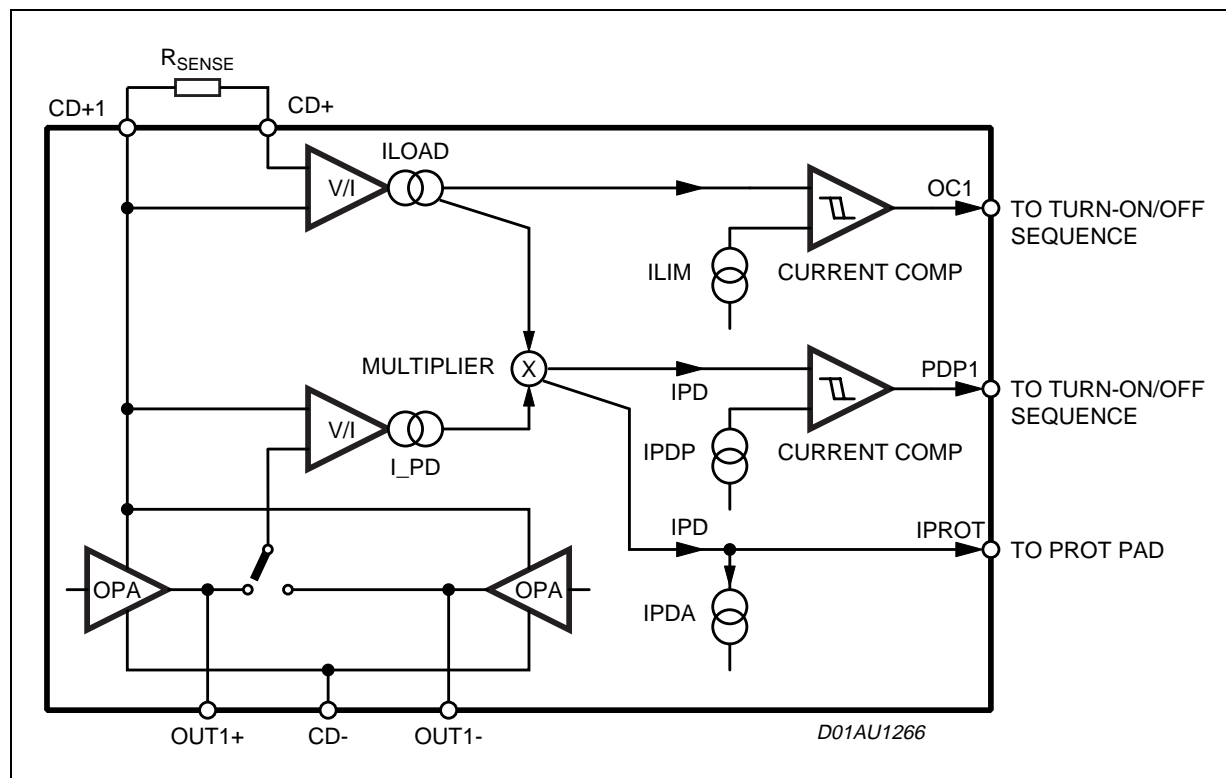 RSENSE
CD+1
CD+
ILOAD
V/I
OC1
TO TURN-ON/OFF
SEQUENCE
ILIM
CURRENT COMP
MULTIPLIER
X
IPD
PDP1
TO TURN-ON/OFF
SEQUENCE
V/I
I_PD
IPDP
CURRENT COMP
IPD
IPROT
TO PROT PAD
OPA
OPA
IPDA
OUT1+
CD-
OUT1-
D01AU1266